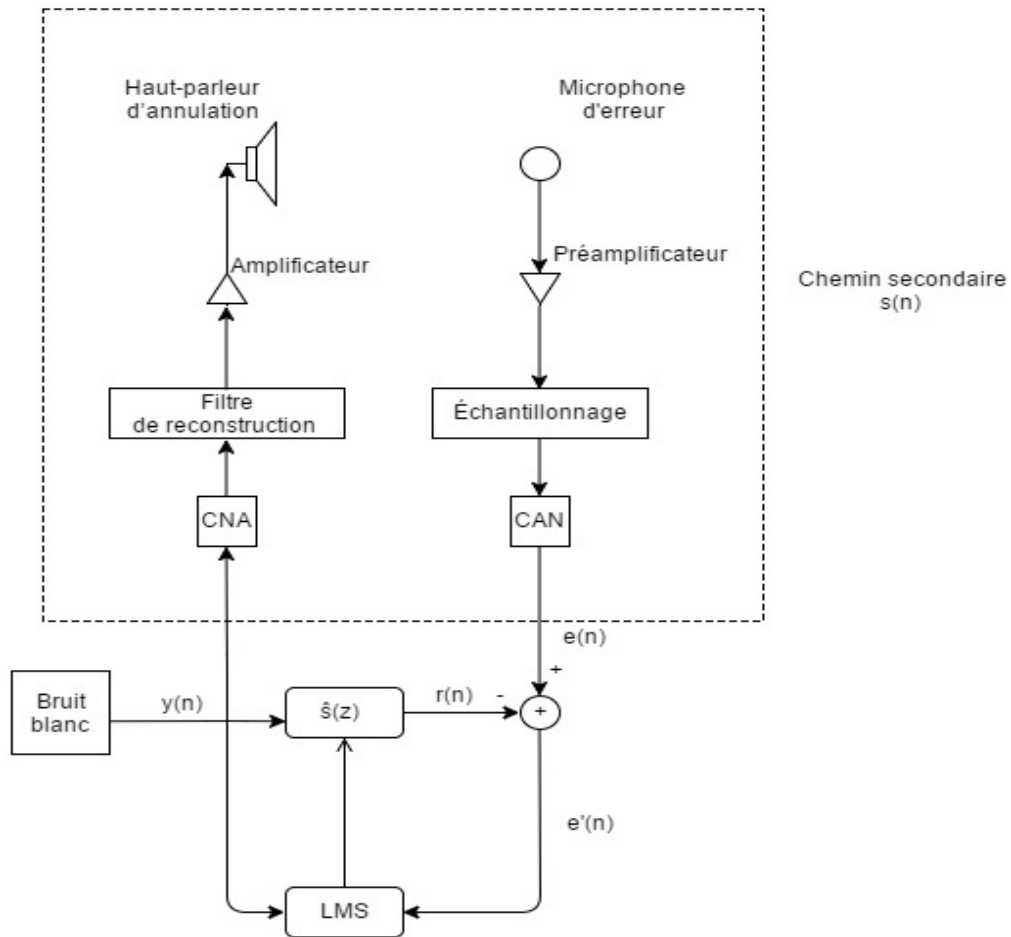 Haut-parleur
d'annulation
Microphone
d'erreur
Amplificateur
Préamplificateur
Chemin secondaire
s(n)
Filtre
de reconstruction
Échantillonnage
CNA
CAN
e(n)
+
Bruit
blanc
y(n)
ŝ(z)
r(n)
-
+
e'(n)
LMS